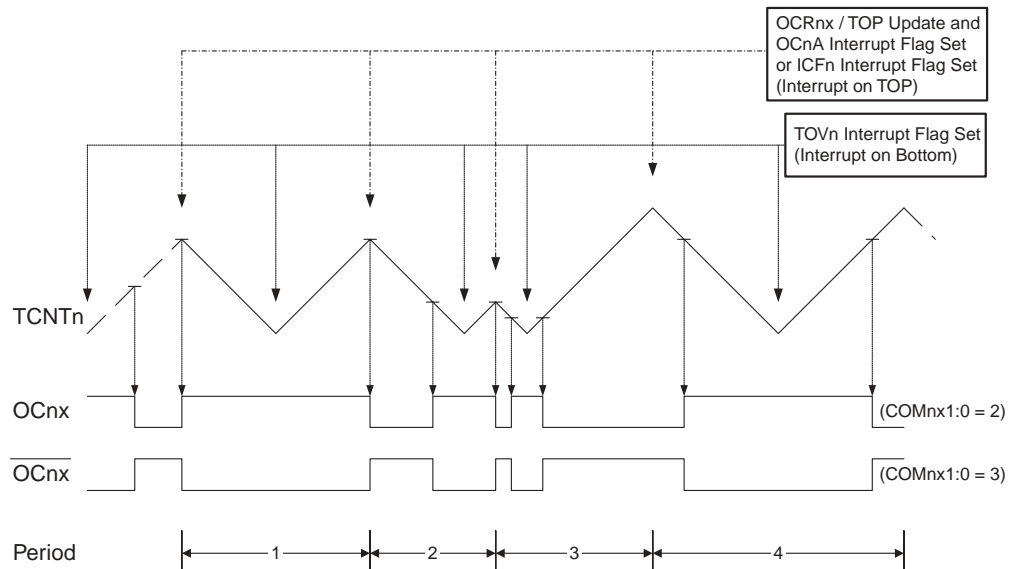 OCRnx / TOP Update and
OCnA Interrupt Flag Set
or ICFn Interrupt Flag Set
(Interrupt on TOP)
TOVn Interrupt Flag Set
(Interrupt on Bottom)
TCNTn
OCnx
(COMnx1:0 = 2)
OCnx
(COMnx1:0 = 3)
Period
1
2
3
4